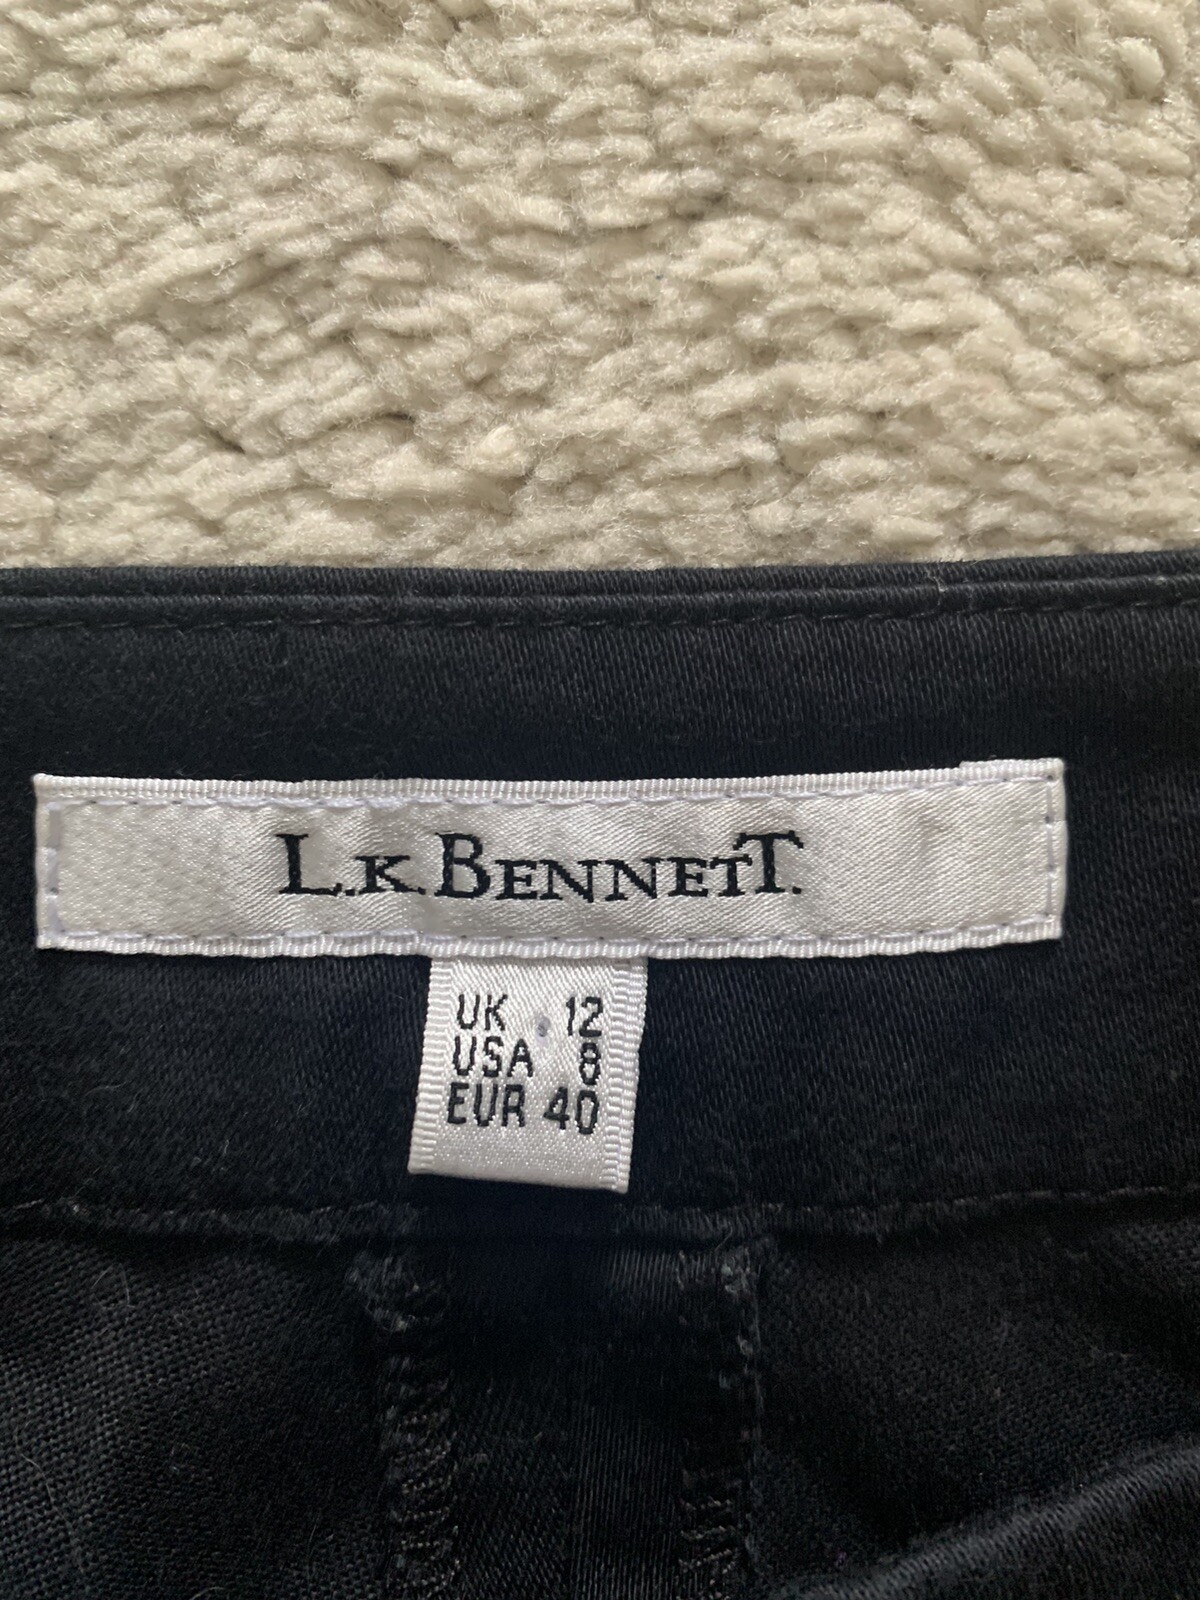 L.K.BENNETT.
UK 12
USA 8
EUR 40